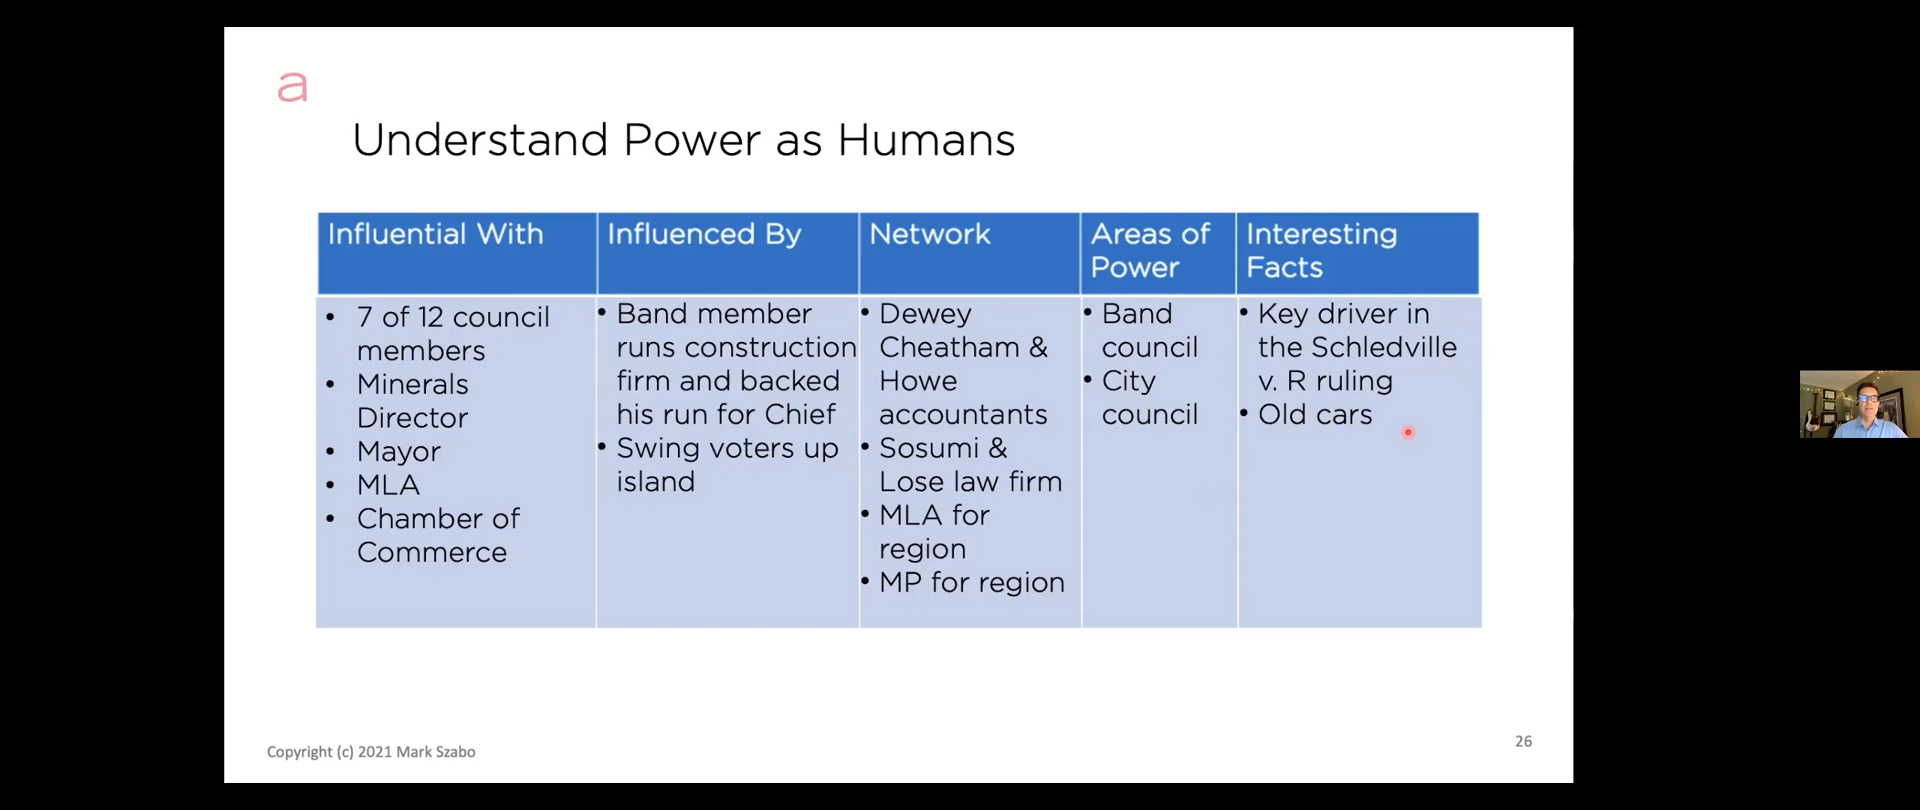 a
Understand Power as Humans
Influential With
Influenced By
Network
Areas of
Power
Interesting
Facts
• 7 of 12 council
members
• Minerals
Director
• Mayor
• MLA
• Chamber of
Commerce
• Band member
runs construction
firm and backed
his run for Chief
• Swing voters up
island
• Dewey
Cheatham &
Howe
accountants
• Sosumi &
Lose law firm
• MLA for
region
• MP for region
• Band
council
• City
council
• Key driver in
the Schledville
v. R ruling
• Old cars
Copyright (c) 2021 Mark Szabo
26